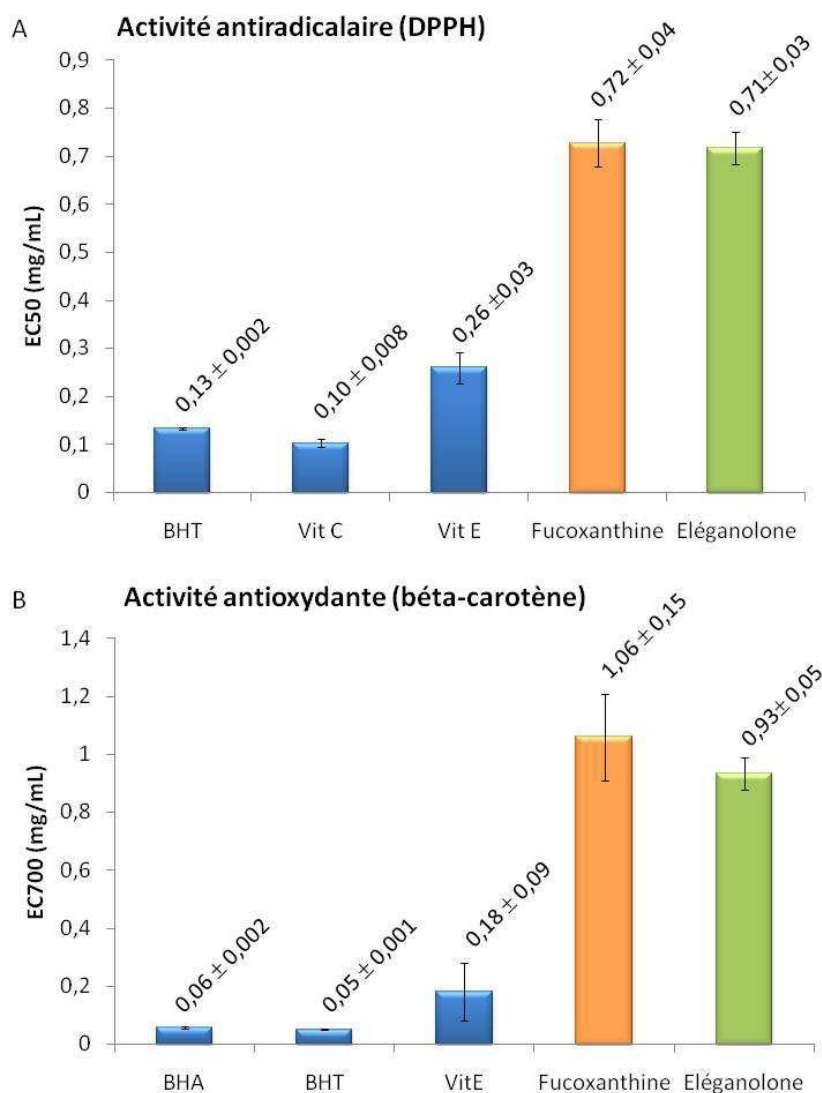 A
Activité antiradicalaire (DPPH)
0,9
0,8
0,7
0,6
0,5
0,4
0,3
0,2
0,1
0
EC50 (mg/mL)
0,13 ± 0,002
0,10 ± 0,008
0,26 ±0,03
0,72 ± 0,04
0,71± 0,03
BHT
Vit C
Vit E
Fucoxanthine
Eléganolone
B
Activité antioxydante (béta-carotène)
1,4
1,2
1
0,8
0,6
0,4
0,2
0
EC700 (mg/mL)
0,06 ± 0,002
0,05 ± 0,001
0,18 ± 0,09
1,06 ± 0,15
0,93± 0,05
BHA
BHT
VitE
Fucoxanthine
Eléganolone